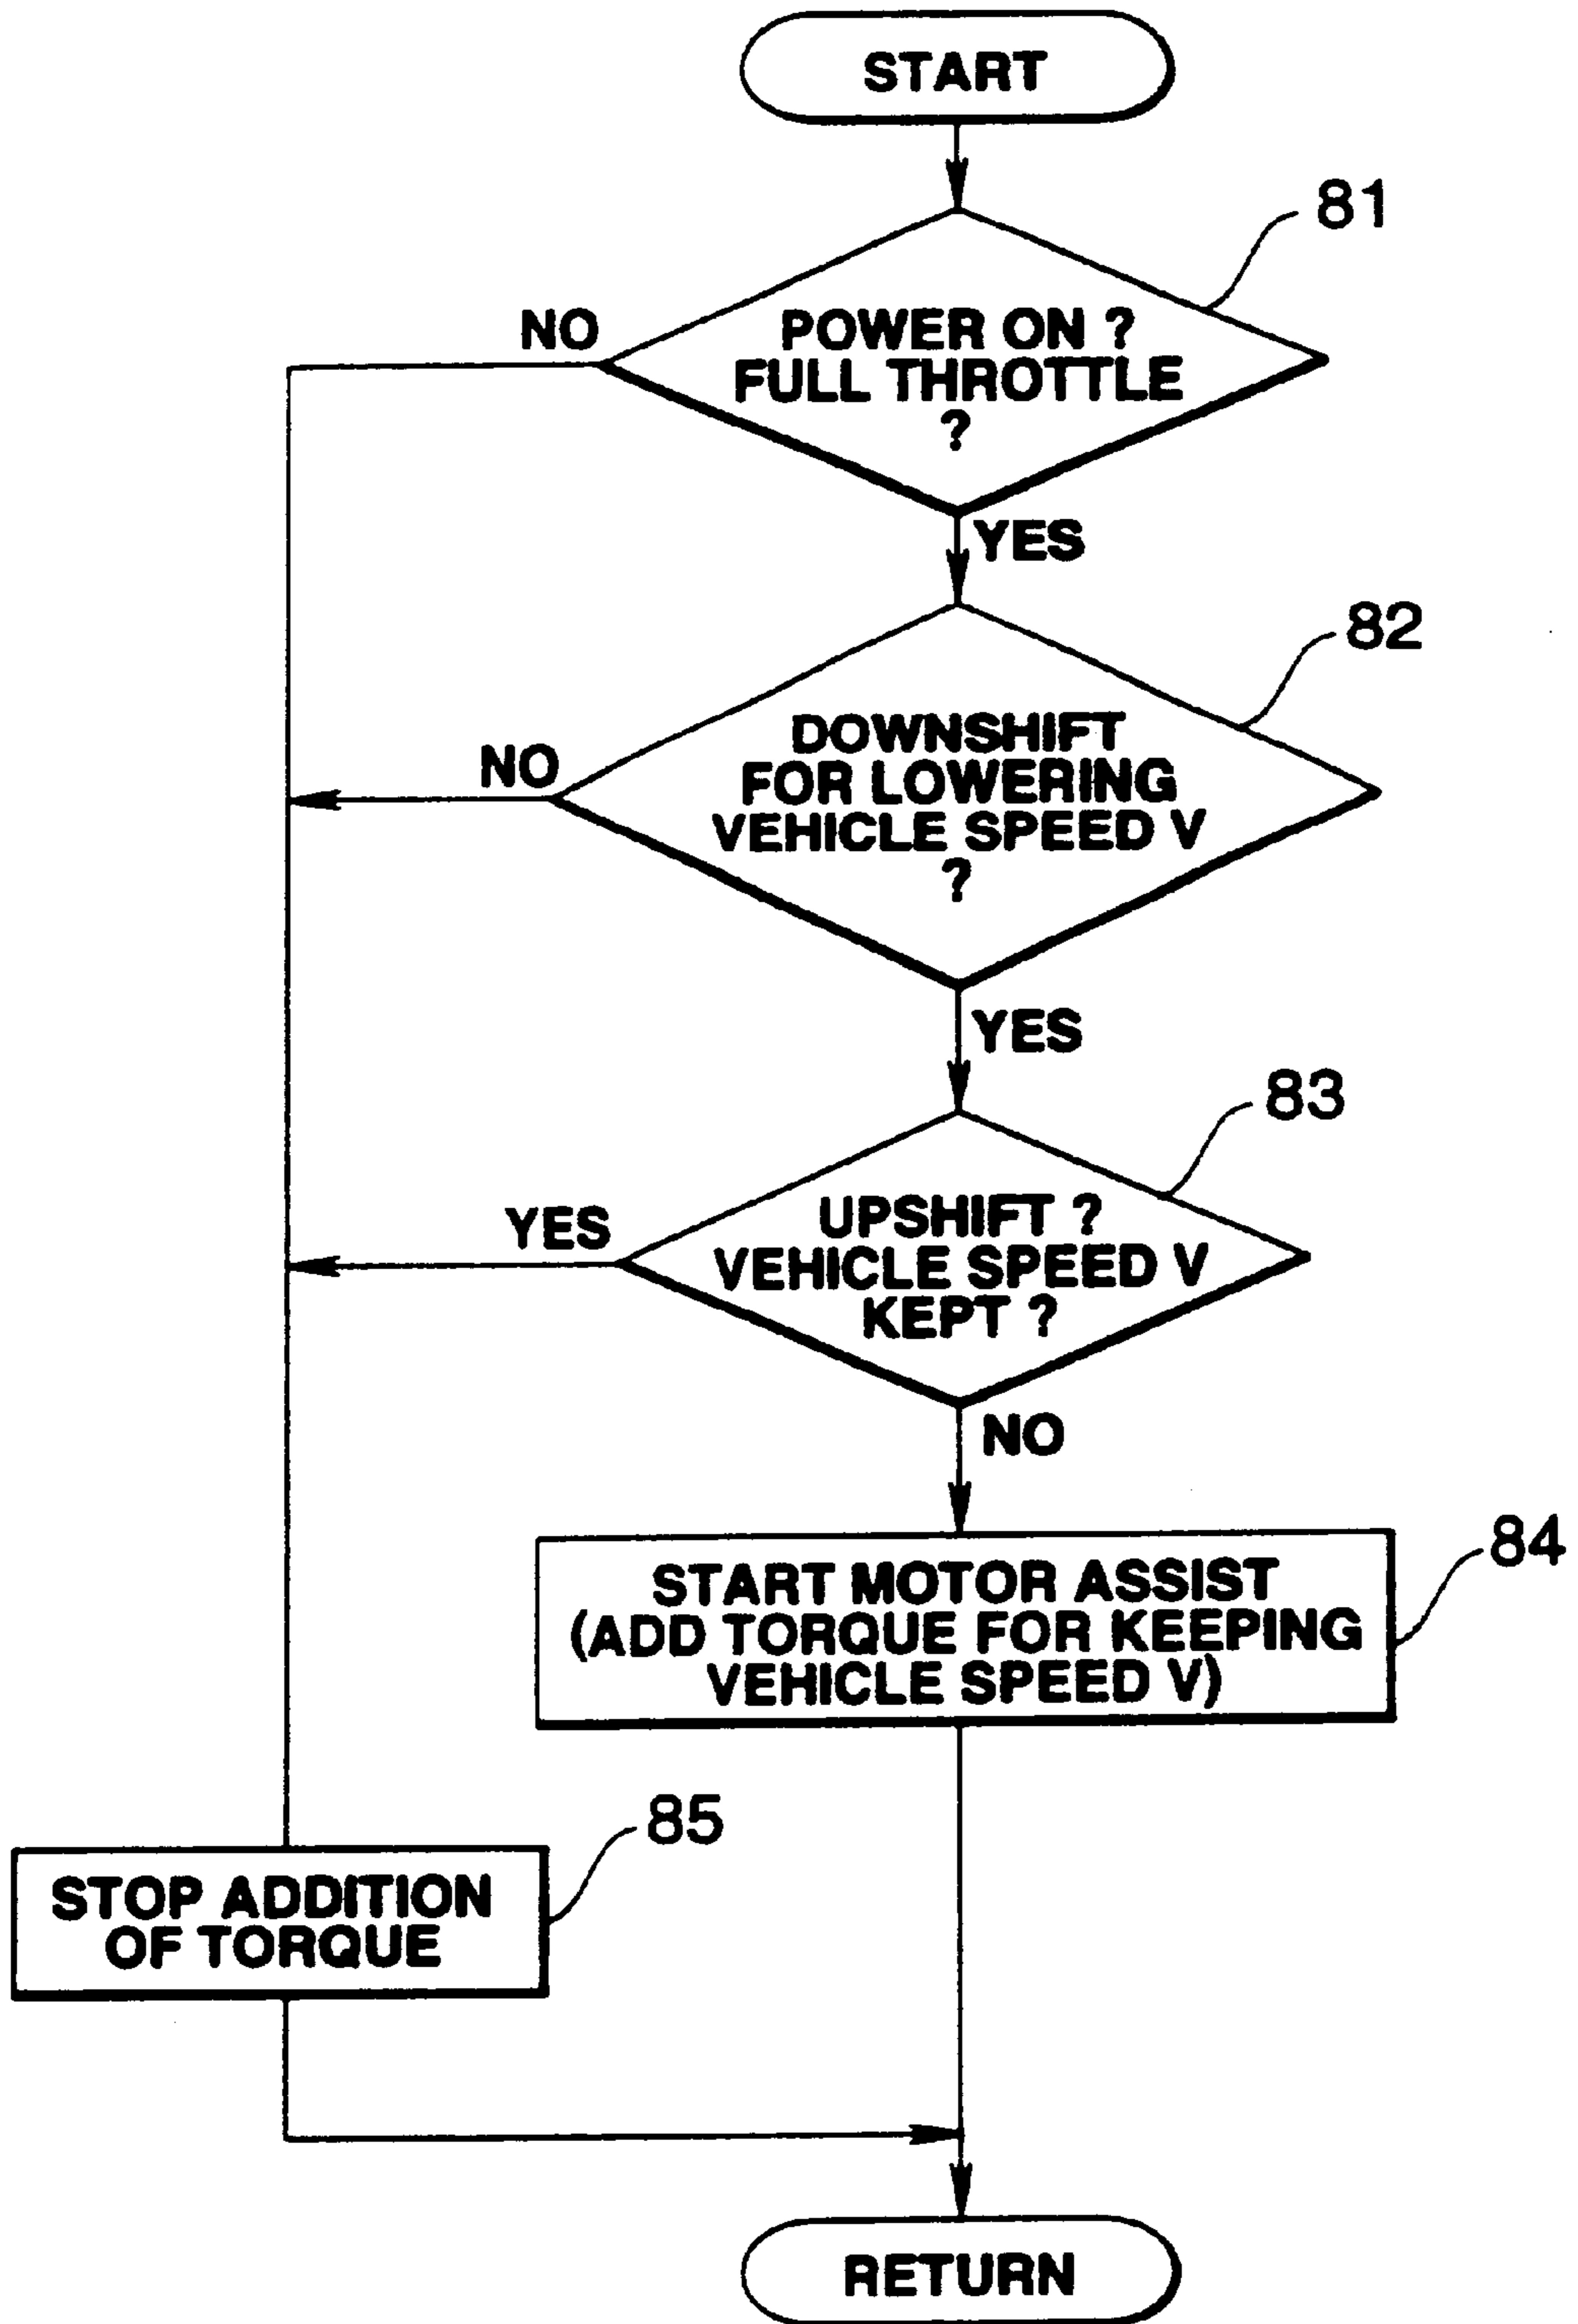 START
81
NO
POWER ON ?
FULL THROTTLE
?
YES
82
NO
DOWNSHIFT
FOR LOWERING
VEHICLE SPEED V
?
YES
83
YES
UPSHIFT ?
VEHICLE SPEED V
KEPT ?
NO
84
START MOTOR ASSIST
(ADD TORQUE FOR KEEPING
VEHICLE SPEED V)
85
STOP ADDITION
OF TORQUE
RETURN